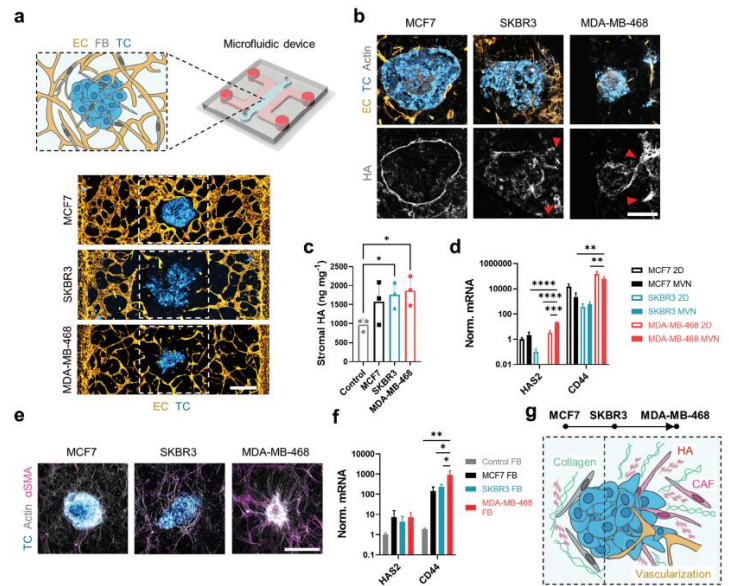 a
EC FB TC
Microfluidic device
MCF7
SKBR3
MDA-MB-468
EC TC
b
MCF7 SKBR3 MDA-MB-468
EC TC Actin
HA
c
Stromal HA (ng mg⁻¹)
2500
2000
1500
1000
500
0
* *
Control
MCF7
SKBR3
MDA-MB-468
d
Norm. mRNA
1000000
10000
100
1
0.01
****
****
***
**
**
HAS2 CD44
MCF7 2D
MCF7 MVN
SKBR3 2D
SKBR3 MVN
MDA-MB-468 2D
MDA-MB-468 MVN
e
MCF7 SKBR3 MDA-MB-468
TC Actin αSMA
f
Norm. mRNA
10000
1000
100
10
1
0.1
**
*
*
HAS2 CD44
Control FB
MCF7 FB
SKBR3 FB
MDA-MB-468
FB
g
MCF7 SKBR3 MDA-MB-468
Collagen
HA
CAF
Vascularization